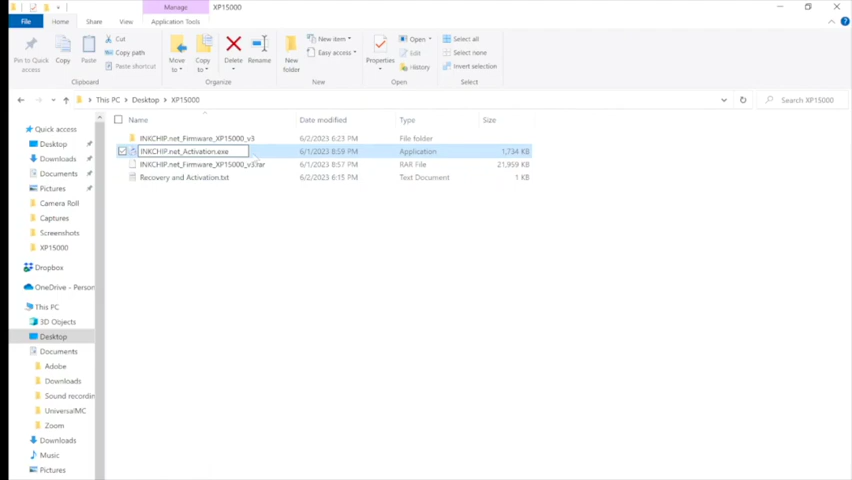 Manage
XP15000
File
Home
Share
View
Application Tools
Pin to Quick access
Copy
Paste
Cut
Copy path
Paste shortcut
Clipboard
Move to
Copy to
Delete
Rename
Organize
New folder
New item
Easy access
New
Properties
Open
Edit
History
Open
Select all
Select none
Invert selection
Select
This PC > Desktop > XP15000
Search XP15000
Name Date modified Type Size
INKCHIP.net_Firmware_XP15000_v3 6/2/2023 6:23 PM File folder
INKCHIP.net_Activation.exe 6/1/2023 8:59 PM Application 1,734 KB
INKCHIP.net_Firmware_XP15000_v3.rar 6/1/2023 8:57 PM RAR File 21,959 KB
Recovery and Activation.txt 6/2/2023 6:15 PM Text Document 1 KB
Quick access
Desktop
Downloads
Documents
Pictures
Camera Roll
Captures
Screenshots
XP15000
Dropbox
OneDrive - Person
This PC
3D Objects
Desktop
Documents
Adobe
Downloads
Sound recordin
UniversalMC
Zoom
Downloads
Music
Pictures